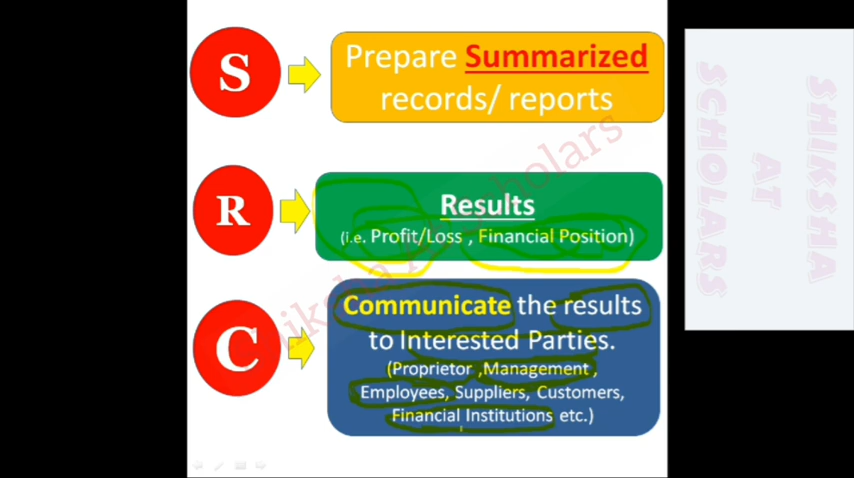 S
Prepare Summarized
records/ reports
R
Results
(i.e. Profit/Loss , Financial Position)
C
Communicate the results
to Interested Parties.
(Proprietor ,Management ,
Employees, Suppliers, Customers,
Financial Institutions etc.)
SHIKSHA
AT
SCHOLARS